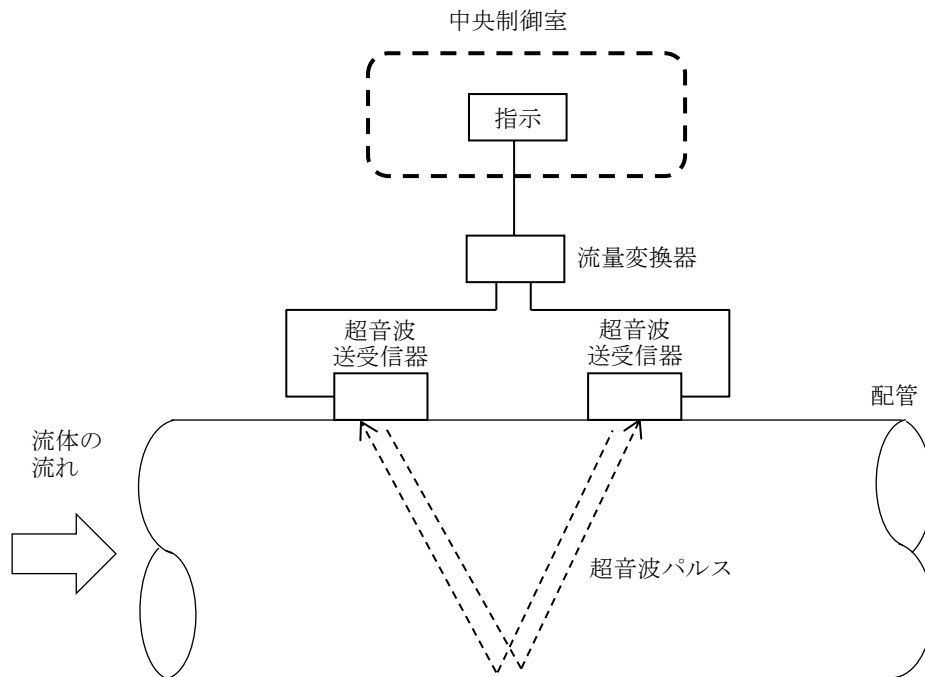 中央制御室
指示
流量変換器
超音波
送受信器
超音波
送受信器
配管
流体の
流れ
超音波パルス